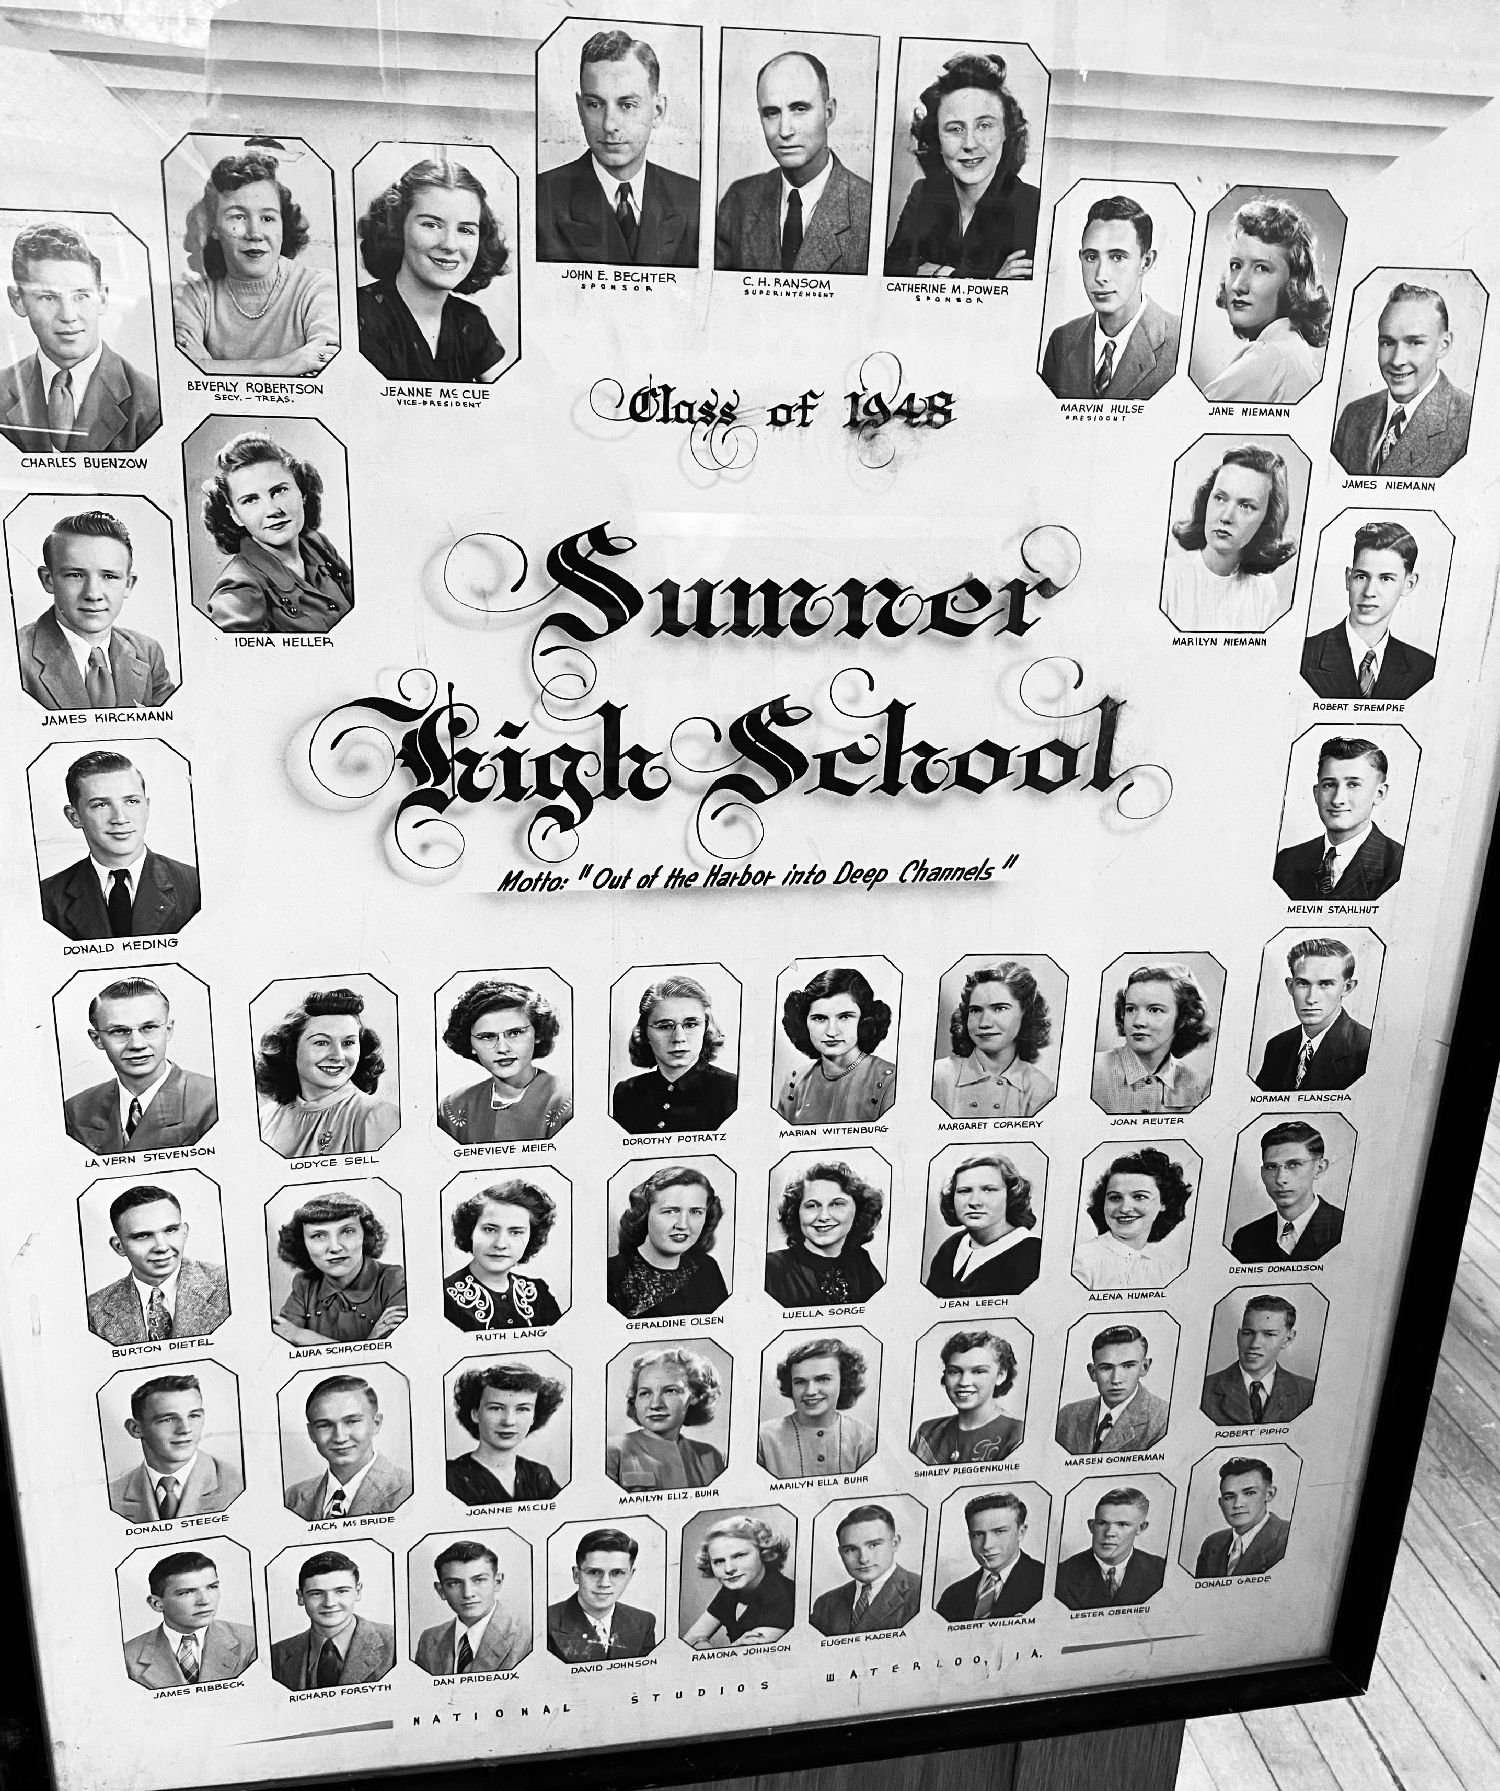 JOHN E. BECHTER
SPONSOR
C. H. RANSOM
SUPERINTENDENT
CATHERINE M. POWER
SPONSOR
BEVERLY ROBERTSON
SECY. - TREAS.
JEANNE McCUE
VICE-PRESIDENT
MARVIN HULSE
PRESIDENT
JANE NIEMANN
CHARLES BUENZOW
JAMES NIEMANN
Class of 1948
IDENA HELLER
MARILYN NIEMANN
Sumner
High School
JAMES KIRCKMANN
ROBERT STREMPKE
Motto: "Out of the Harbor into Deep Channels"
DONALD KEDING
MELVIN STAHLHUT
LA VERN STEVENSON
LODYCE SELL
GENEVIEVE MEIER
DOROTHY POTRATZ
MARIAN WITTENBURG
MARGARET CORKERY
JOAN REUTER
NORMAN FLANSCHA
BURTON DIETEL
LAURA SCHROEDER
RUTH LANG
GERALDINE OLSEN
LUELLA SORGE
JEAN LEECH
ALENA HUMPAL
DENNIS DONALDSON
DONALD STEEGE
JACK McBRIDE
JOANNE McCUE
MARILYN ELIZ. BUHR
MARILYN ELLA BUHR
SHIRLEY PLEGGENKUHLE
MARSEN GONNERMAN
ROBERT PIPHO
JAMES RIBBECK
RICHARD FORSYTH
DAN PRIDEAUX
DAVID JOHNSON
RAMONA JOHNSON
EUGENE KADERA
ROBERT WILHARM
LESTER OBERHEU
DONALD GAEDE
NATIONAL STUDIOS WATERLOO, IA.